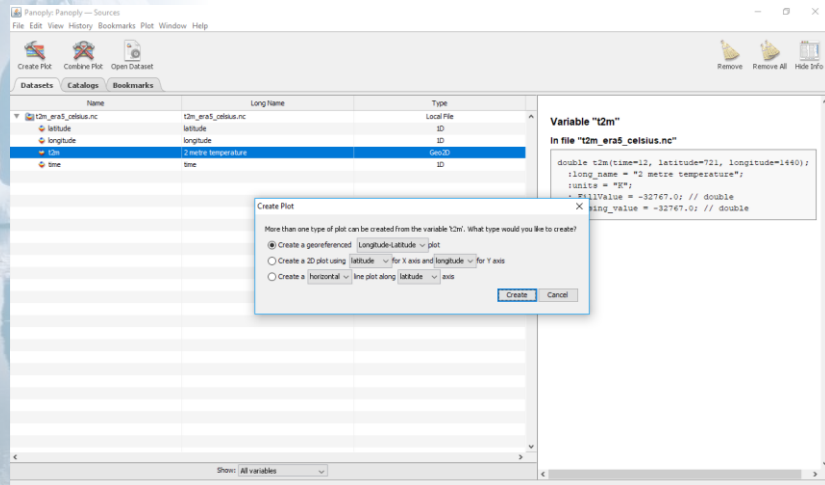 Panoply: Panoply — Sources
File Edit View History Bookmarks Plot Window Help
Create Plot Combine Plot Open Dataset
Remove Remove All Hide Info
Datasets Catalogs Bookmarks
Name Long Name Type
t2m_era5_celsius.nc t2m_era5_celsius.nc Local File
latitude latitude 1D
longitude longitude 1D
t2m 2 metre temperature Geo2D
time time 1D
Variable "t2m"
In file "t2m_era5_celsius.nc"
double t2m(time=12, latitude=721, longitude=1440);
:long_name = "2 metre temperature";
:units = "K";
:_FillValue = -32767.0; // double
sing_value = -32767.0; // double
Create Plot
More than one type of plot can be created from the variable 't2m'. What type would you like to create?
Create a georeferenced Longitude-Latitude plot
Create a 2D plot using latitude for X axis and longitude for Y axis
Create a horizontal line plot along latitude axis
Create Cancel
Show: All variables